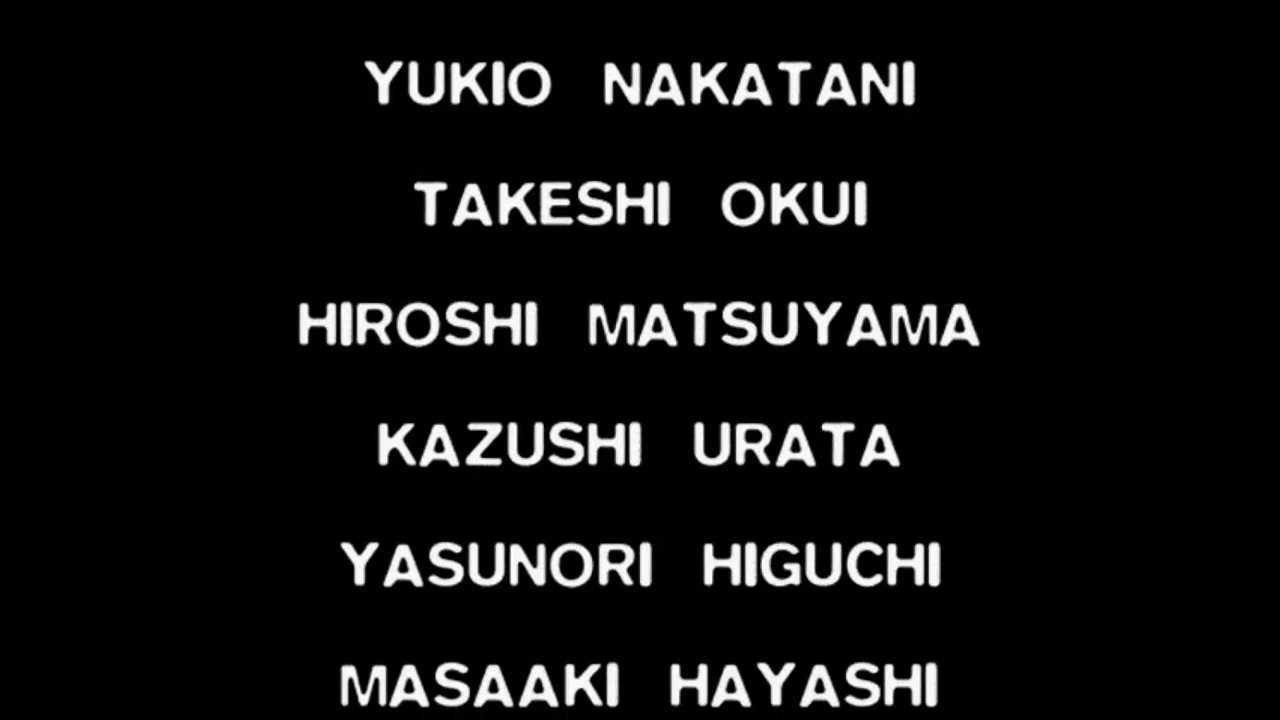 YUKIO NAKATANI
TAKESHI OKUI
HIROSHI MATSUYAMA
KAZUSHI URATA
YASUNORI HIGUCHI
MASAAKI HAYASHI